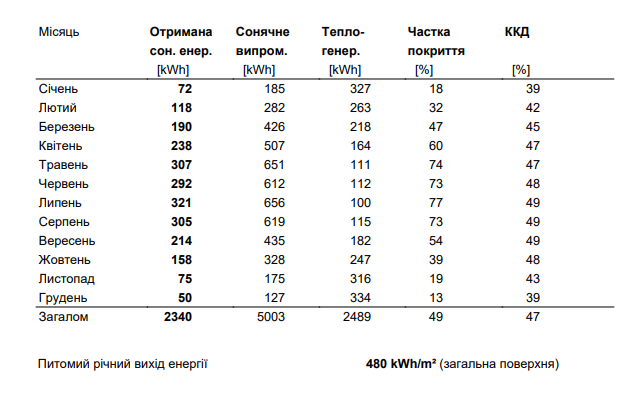 Місяць Отримана Сонячне Тепло- Частка ККД
сон. енер. випром. генер. покриття
[kWh] [kWh] [kWh] [%] [%]
Січень 72 185 327 18 39
Лютий 118 282 263 32 42
Березень 190 426 218 47 45
Квітень 238 507 164 60 47
Травень 307 651 111 74 47
Червень 292 612 112 73 48
Липень 321 656 100 77 49
Серпень 305 619 115 73 49
Вересень 214 435 182 54 49
Жовтень 158 328 247 39 48
Листопад 75 175 316 19 43
Грудень 50 127 334 13 39
Загалом 2340 5003 2489 49 47
Питомий річний вихід енергії 480 kWh/m² (загальна поверхня)